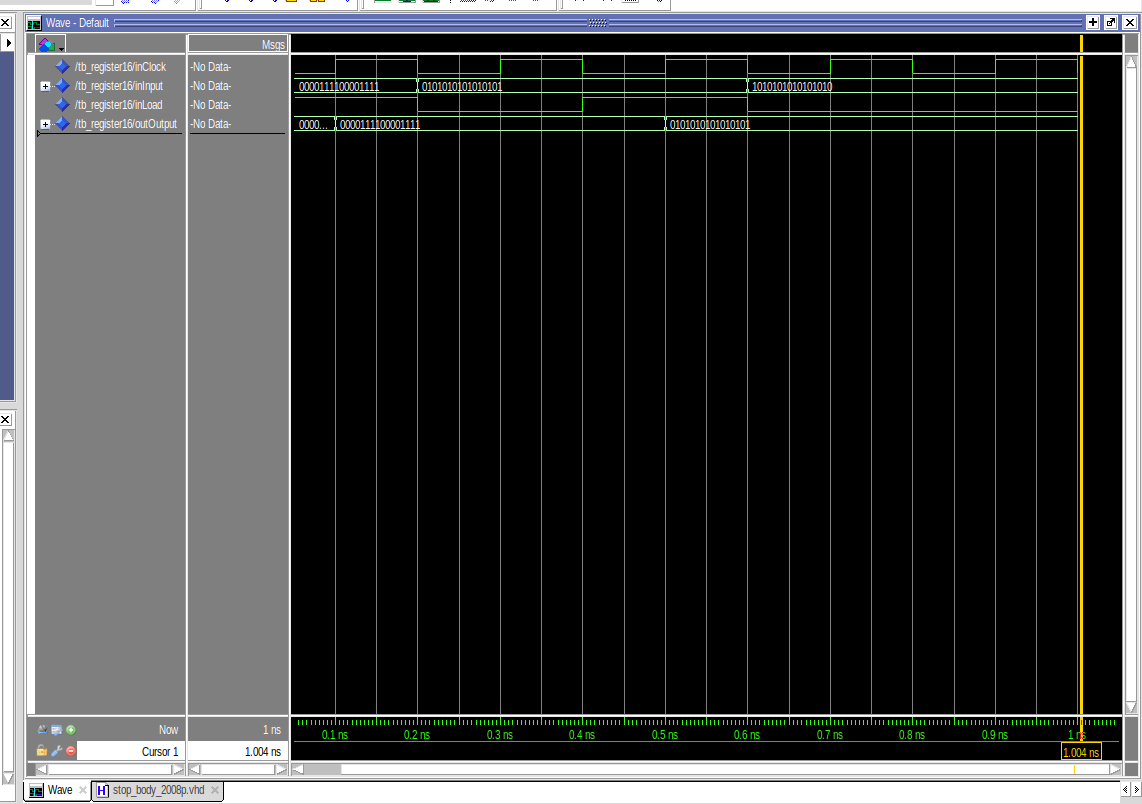 Wave - Default
Msgs
/tb_register16/inClock -No Data-
/tb_register16/inInput -No Data- 0000111100001111 0101010101010101 1010101010101010
/tb_register16/inLoad -No Data-
/tb_register16/outOutput -No Data- 0000... 0000111100001111 0101010101010101
Now 1 ns 0.1 ns 0.2 ns 0.3 ns 0.4 ns 0.5 ns 0.6 ns 0.7 ns 0.8 ns 0.9 ns 1 ns
Cursor 1 1.004 ns 1.004 ns
Wave stop_body_2008p.vhd